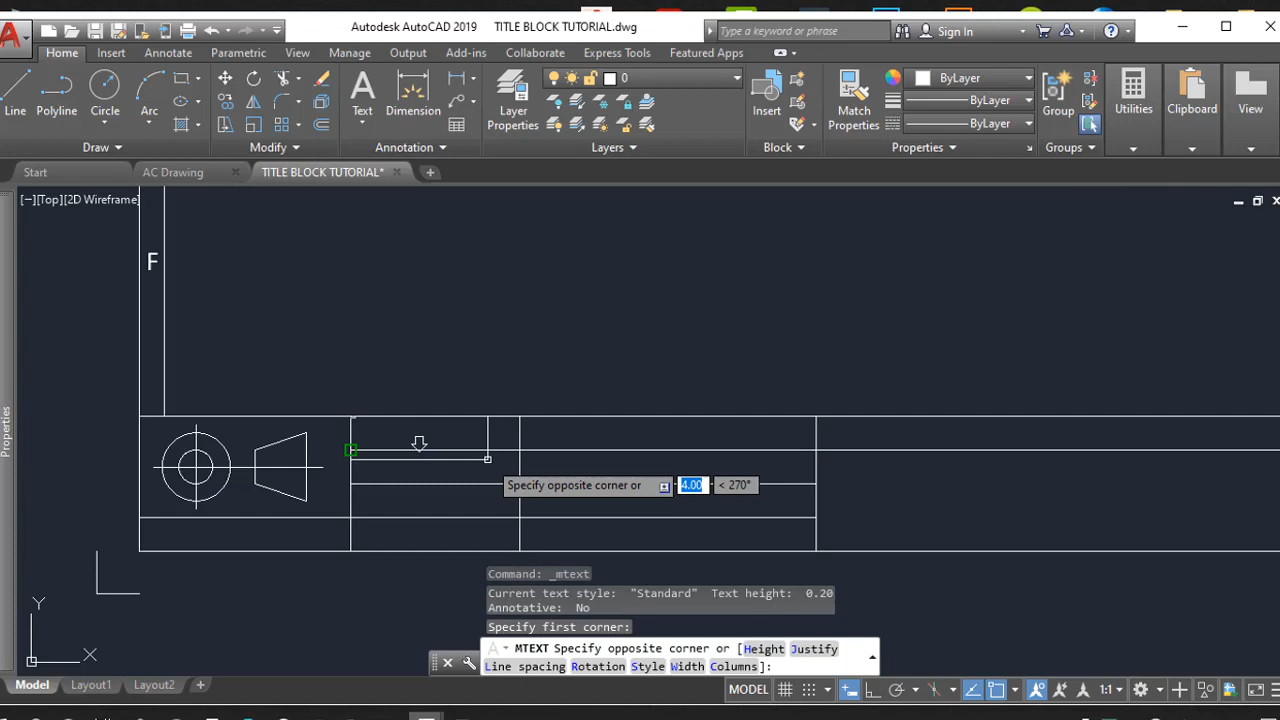 Autodesk AutoCAD 2019 TITLE BLOCK TUTORIAL.dwg
Type a keyword or phrase
Sign In
Home Insert Annotate Parametric View Manage Output Add-ins Collaborate Express Tools Featured Apps
0
ByLayer
ByLayer
ByLayer
Line Polyline Circle Arc
Text Dimension
Layer Properties
Insert
Match Properties
Group
Utilities
Clipboard
View
Draw Modify Annotation Layers Block Properties Groups
Start AC Drawing TITLE BLOCK TUTORIAL*
[−][Top][2D Wireframe]
F
Properties
Specify opposite corner or 4.00 < 270°
Command: _mtext
Current text style: "Standard" Text height: 0.20
Annotative: No
Specify first corner:
MTEXT Specify opposite corner or [Height Justify
Line spacing Rotation Style Width Columns]:
Y
X
Model Layout1 Layout2
MODEL 1:1